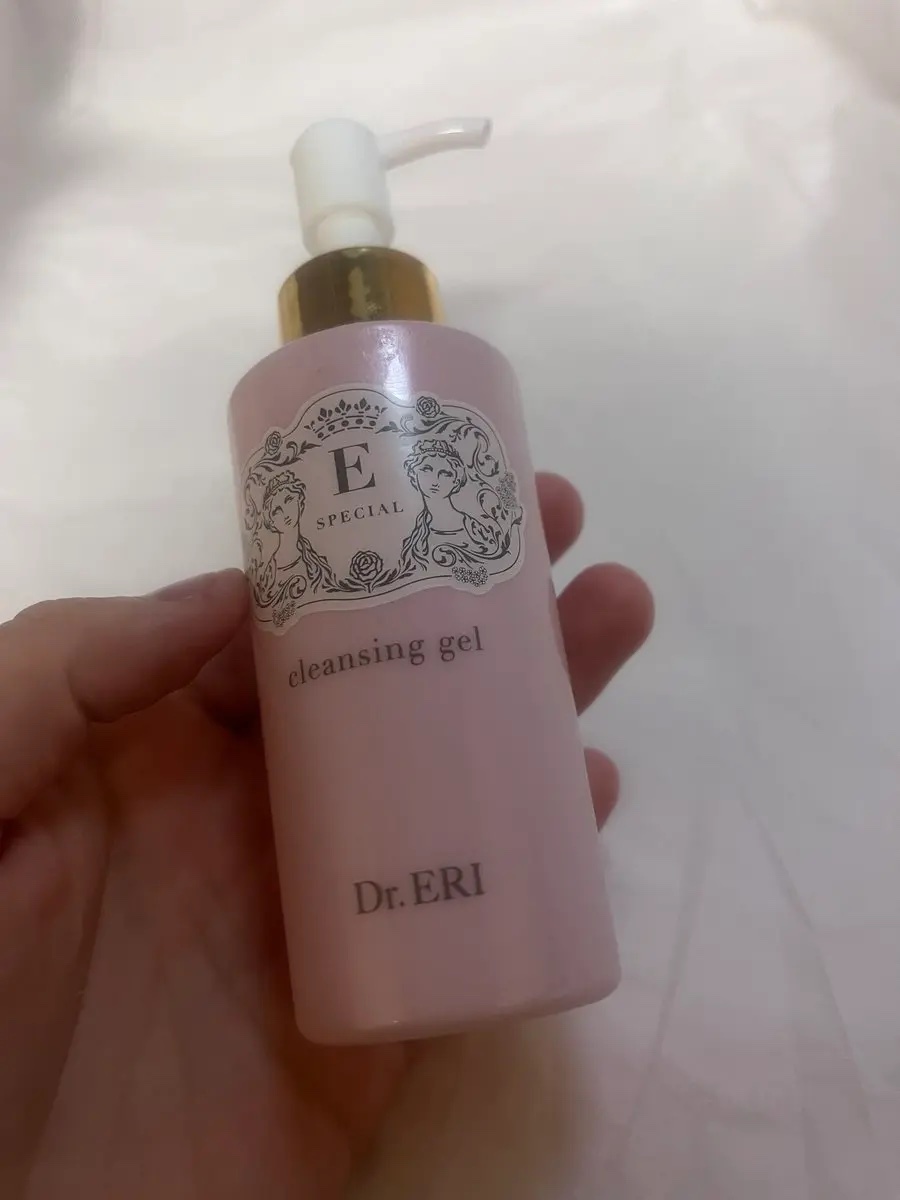 E
SPECIAL
cleansing gel
Dr. ERI